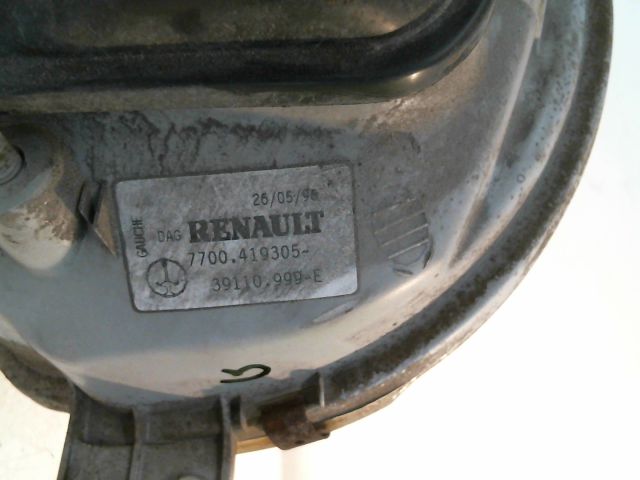 26/05/98
GAUCHE
DAG RENAULT
7700.419305-
39110.999-E